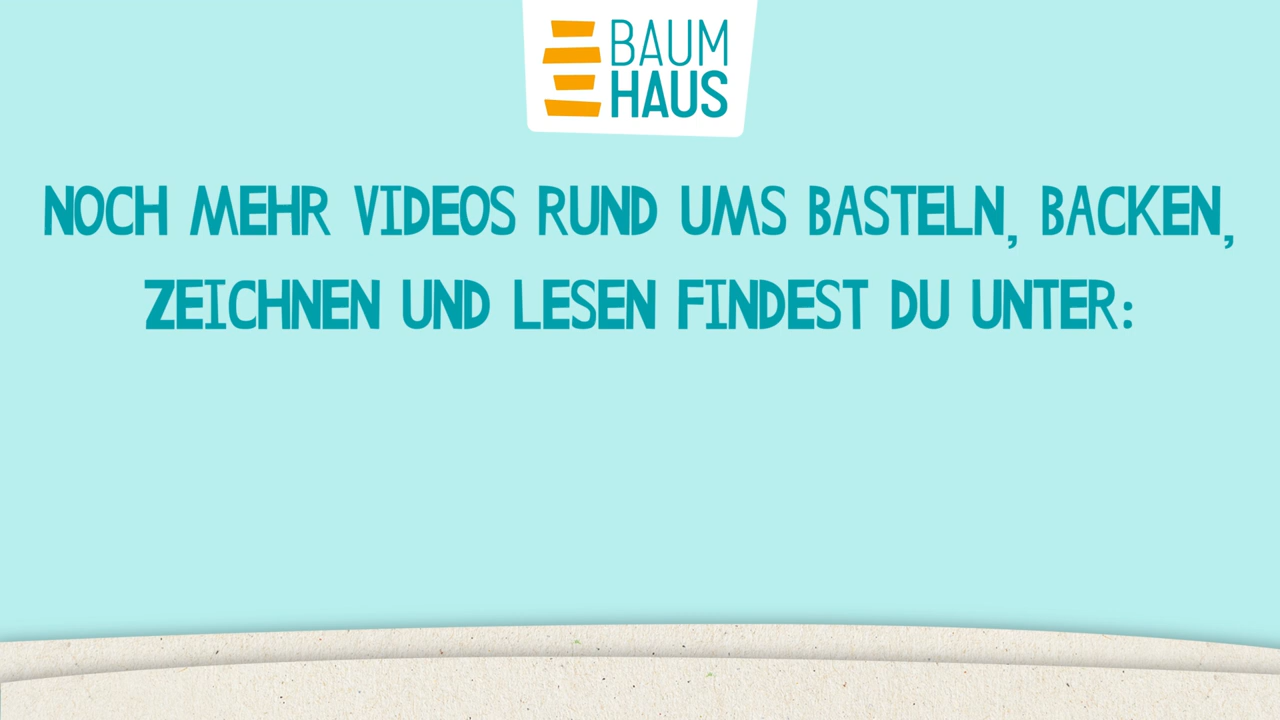 BAUM
HAUS
NOCH MEHR VIDEOS RUND UMS BASTELN, BACKEN,
ZEICHNEN UND LESEN FINDEST DU UNTER: